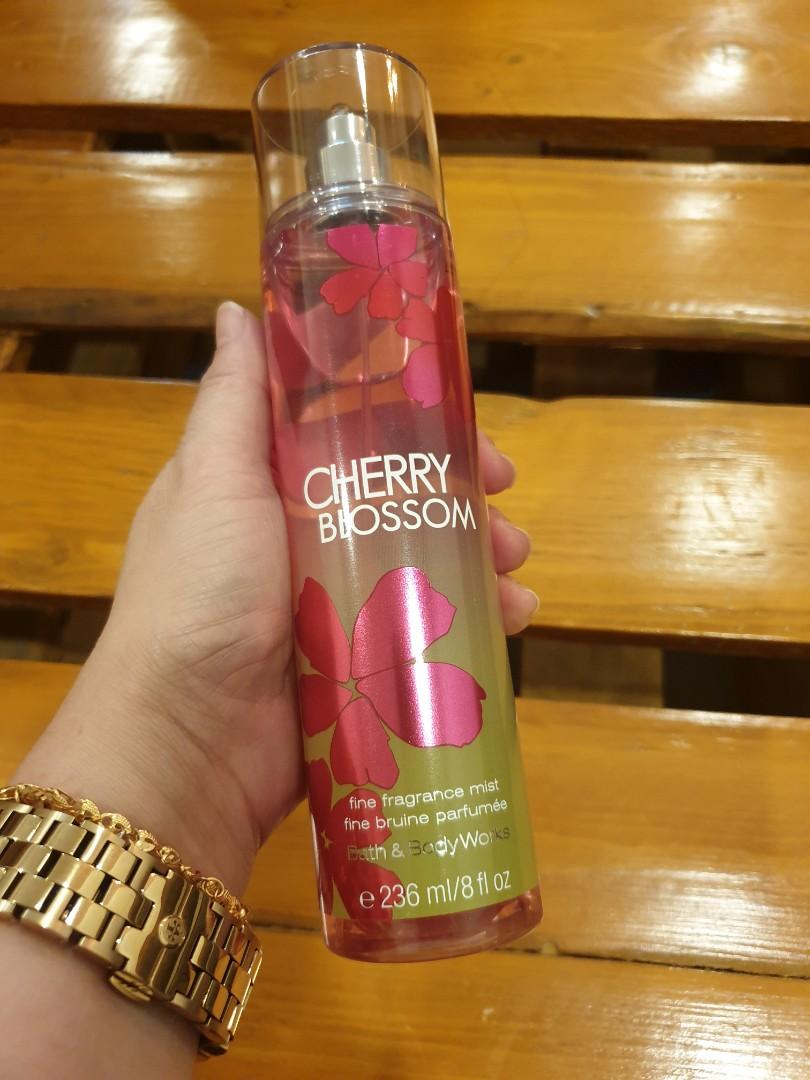 CHERRY
BLOSSOM
fine fragrance mist
fine bruine parfumée
Bath & BodyWorks
e 236 ml/8 fl oz